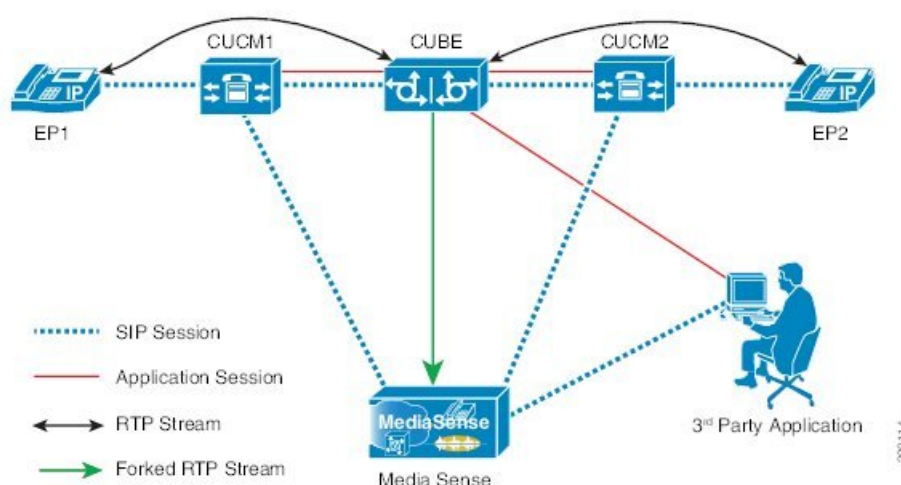 CUCM1
CUBE
CUCM2
IP
IP
EP1
EP2
SIP Session
Application Session
RTP Stream
Forked RTP Stream
MediaSense
Media Sense
3rd Party Application